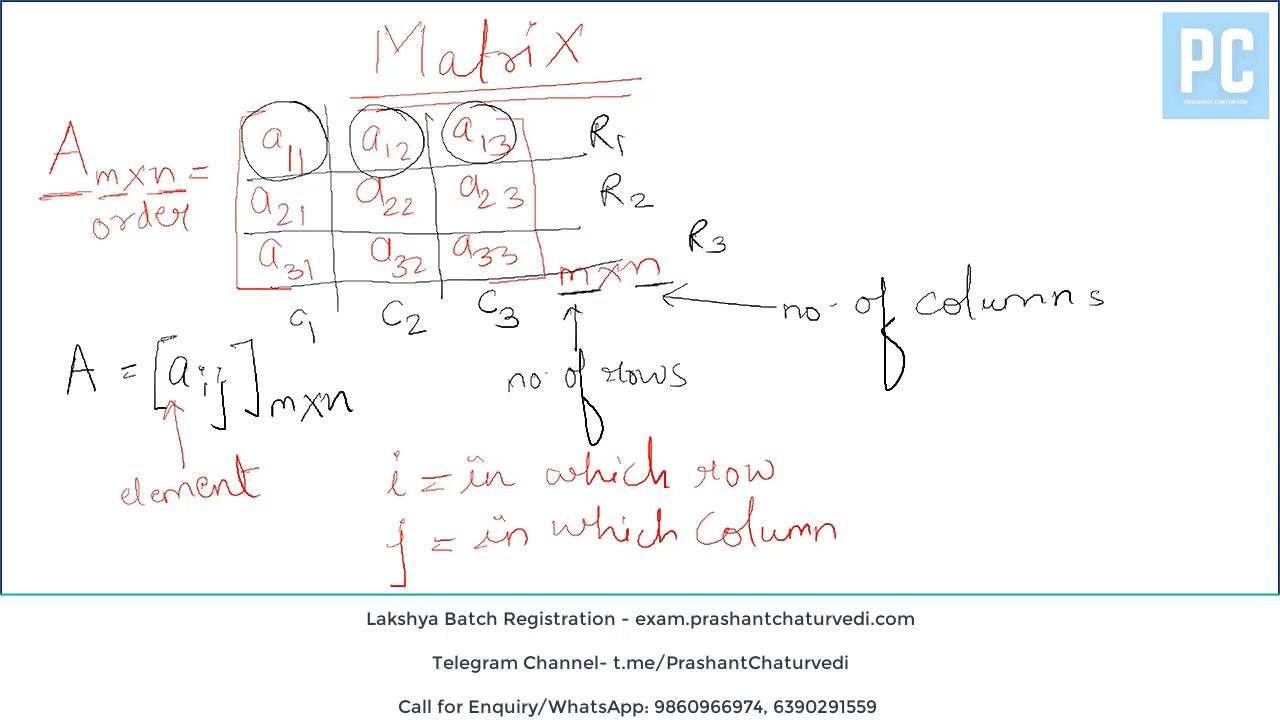 Matrix
PC
PRASHANT CHATURVEDI
A m×n =
order
a11 a12 a13 R1
a21 a22 a23 R2
a31 a32 a33 R3
m×n
C1 C2 C3
no. of columns
no. of rows
A = [aij] m×n
element
i = in which row
j = in which column
Lakshya Batch Registration - exam.prashantchaturvedi.com
Telegram Channel- t.me/PrashantChaturvedi
Call for Enquiry/WhatsApp: 9860966974, 6390291559